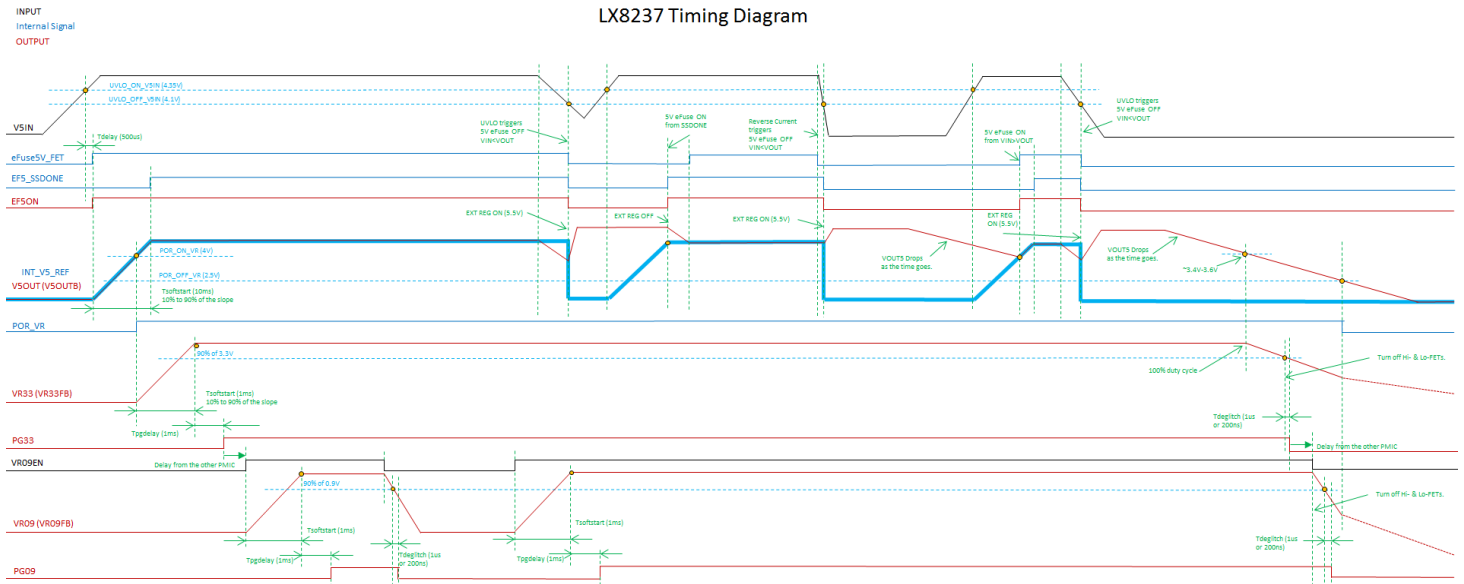 LX8237 Timing Diagram
INPUT
Internal Signal
OUTPUT
UVLO_ON_V5IN (4.35V)
UVLO_OFF_V5IN (4.1V)
V5IN
Tdelay (500us)
UVLO triggers
5V eFuse OFF
VIN<VOUT
5V eFuse ON
from SSDONE
Reverse Current
triggers
5V eFuse OFF
VIN<VOUT
5V eFuse ON
from VIN>VOUT
UVLO triggers
5V eFuse OFF
VIN<VOUT
eFuse5V_FET
EF5_SSDONE
EF5ON
EXT REG ON (5.5V)
EXT REG OFF
EXT REG ON (5.5V)
EXT REG
ON (5.5V)
POR_ON_VR (4V)
VOUT5 Drops
as the time goes.
VOUT5 Drops
as the time goes.
INT_V5_REF
POR_OFF_VR (2.5V)
~3.4V-3.6V
V5OUT (V5OUTB)
Tsoftstart (10ms)
10% to 90% of the slope
POR_VR
90% of 3.3V
100% duty cycle
Turn off Hi- & Lo-FETs.
VR33 (VR33FB)
Tsoftstart (1ms)
10% to 90% of the slope
Tpgdelay (1ms)
Tdeglitch (1us
or 200ns)
PG33
Delay from the other PMIC
VR09EN
Delay from the other PMIC
90% of 0.9V
Turn off Hi- & Lo-FETs.
VR09 (VR09FB)
Tsoftstart (1ms)
Tsoftstart (1ms)
Tpgdelay (1ms)
Tdeglitch (1us
or 200ns)
Tpgdelay (1ms)
Tdeglitch (1us
or 200ns)
PG09